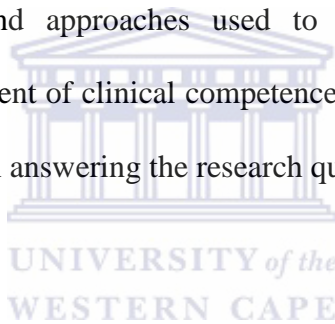 nd approaches used to
ent of clinical competence
answering the research qu
UNIVERSITY of the
WESTERN CAPE